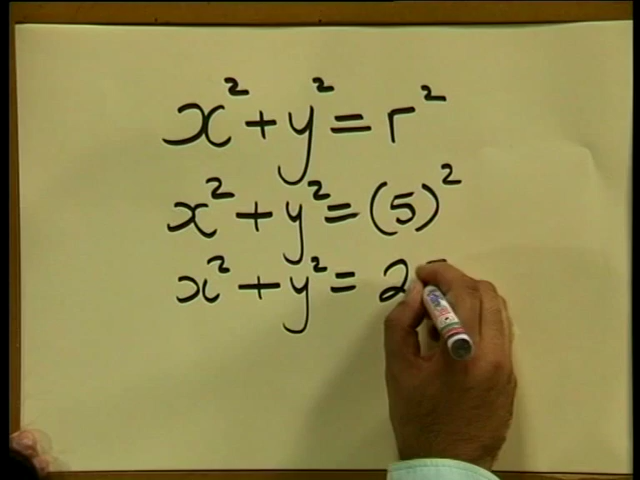 x² + y² = r²
x² + y² = (5)²
x² + y² = 2